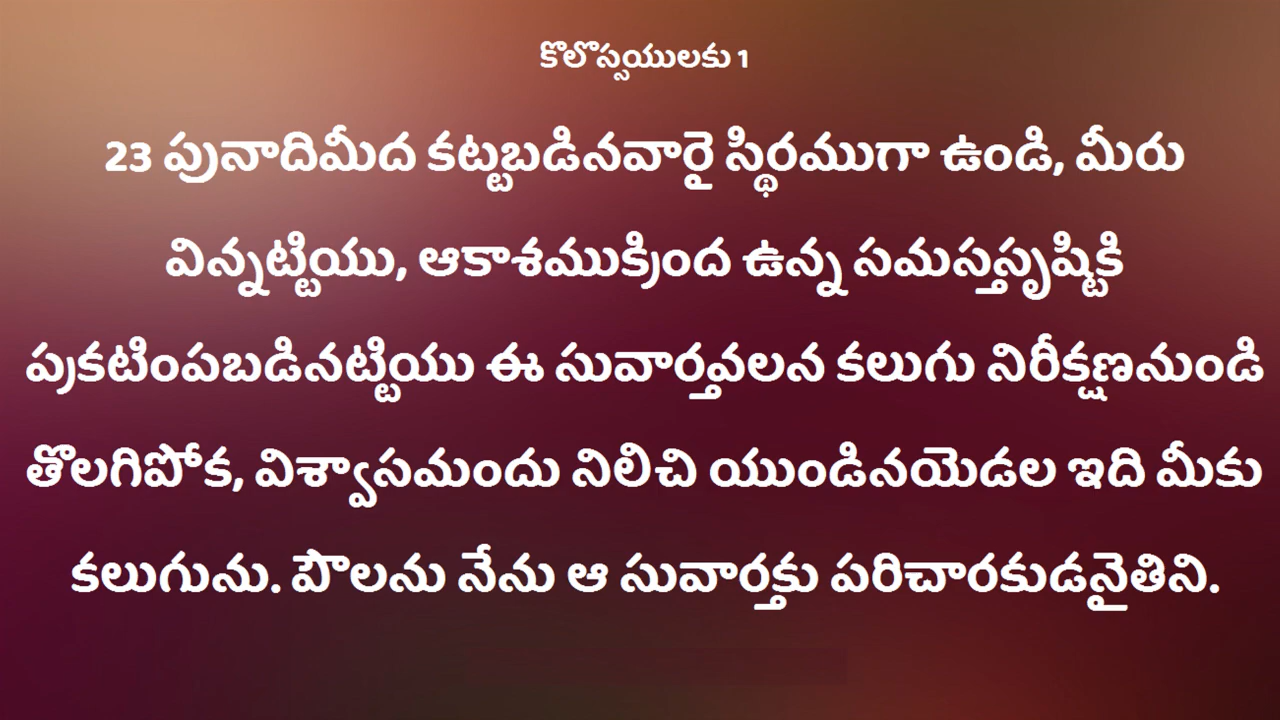 కొలొస్సయులకు 1
23 పునాదిమీద కట్టబడినవారై స్థిరముగా ఉండి, మీరు
విన్నట్టియు, ఆకాశముక్రింద ఉన్న సమస్తసృష్టికి
ప్రకటింపబడినట్టియు ఈ సువార్తవలన కలుగు నిరీక్షణనుండి
తొలగిపోక, విశ్వాసమందు నిలిచి యుండినయెడల ఇది మీకు
కలుగును. పౌలను నేను ఆ సువార్తకు పరిచారకుడనైతిని.